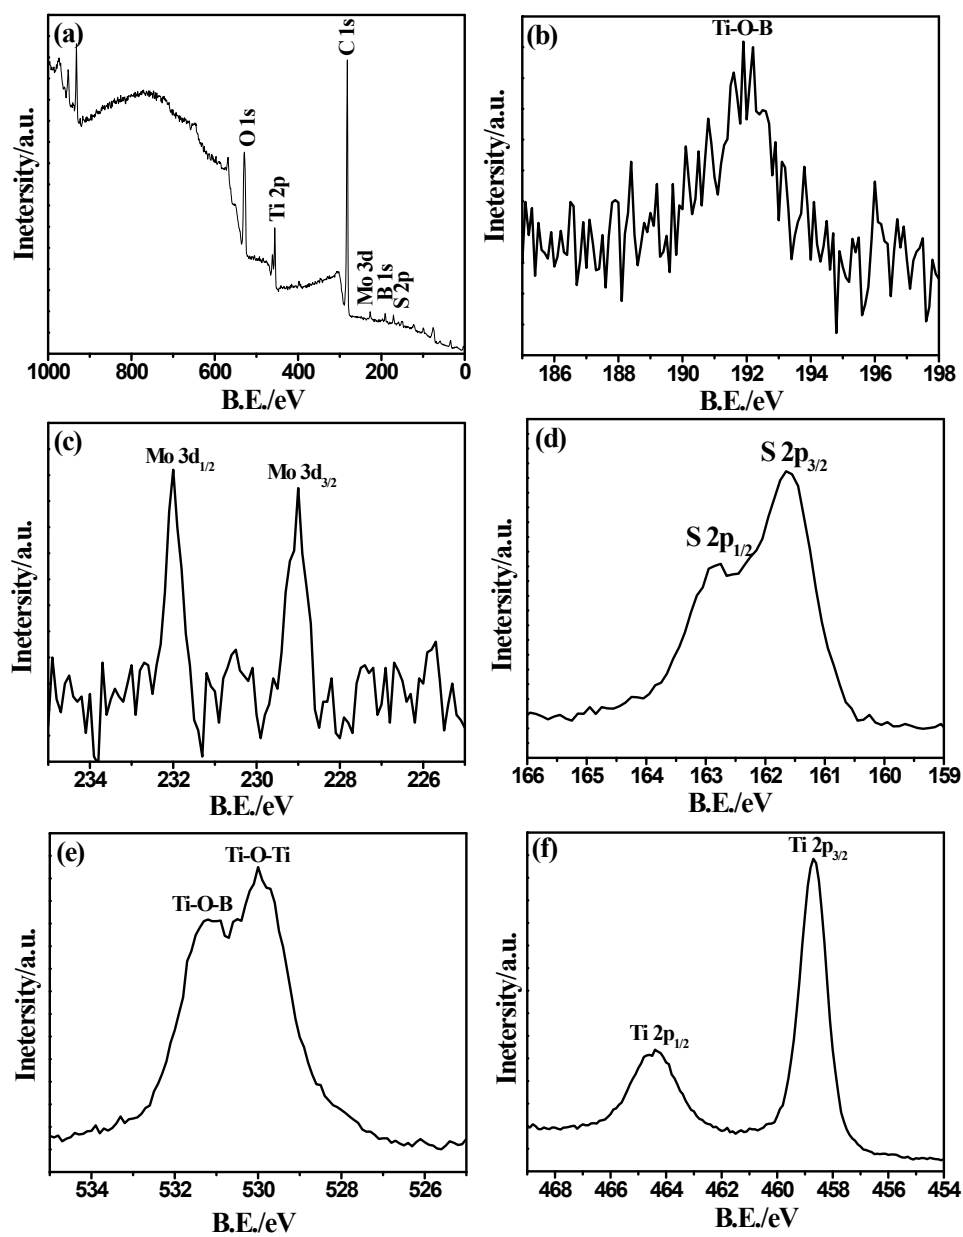 (a)
C 1s
O 1s
Ti 2p
Mo 3d
B 1s
S 2p
Inetersity/a.u.
1000 800 600 400 200 0
B.E./eV
(b)
Ti-O-B
Inetersity/a.u.
186 188 190 192 194 196 198
B.E./eV
(c)
Mo 3d1/2
Mo 3d3/2
Inetersity/a.u.
234 232 230 228 226
B.E./eV
(d)
S 2p3/2
S 2p1/2
Inetersity/a.u.
166 165 164 163 162 161 160 159
B.E./eV
(e)
Ti-O-Ti
Ti-O-B
Inetersity/a.u.
534 532 530 528 526
B.E./eV
(f)
Ti 2p3/2
Ti 2p1/2
Inetersity/a.u.
468 466 464 462 460 458 456 454
B.E./eV